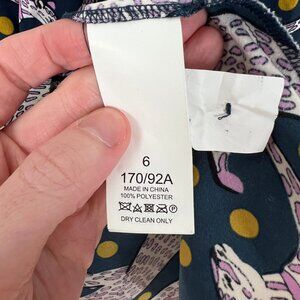 6
170/92A
MADE IN CHINA
100% POLYESTER
DRY CLEAN ONLY